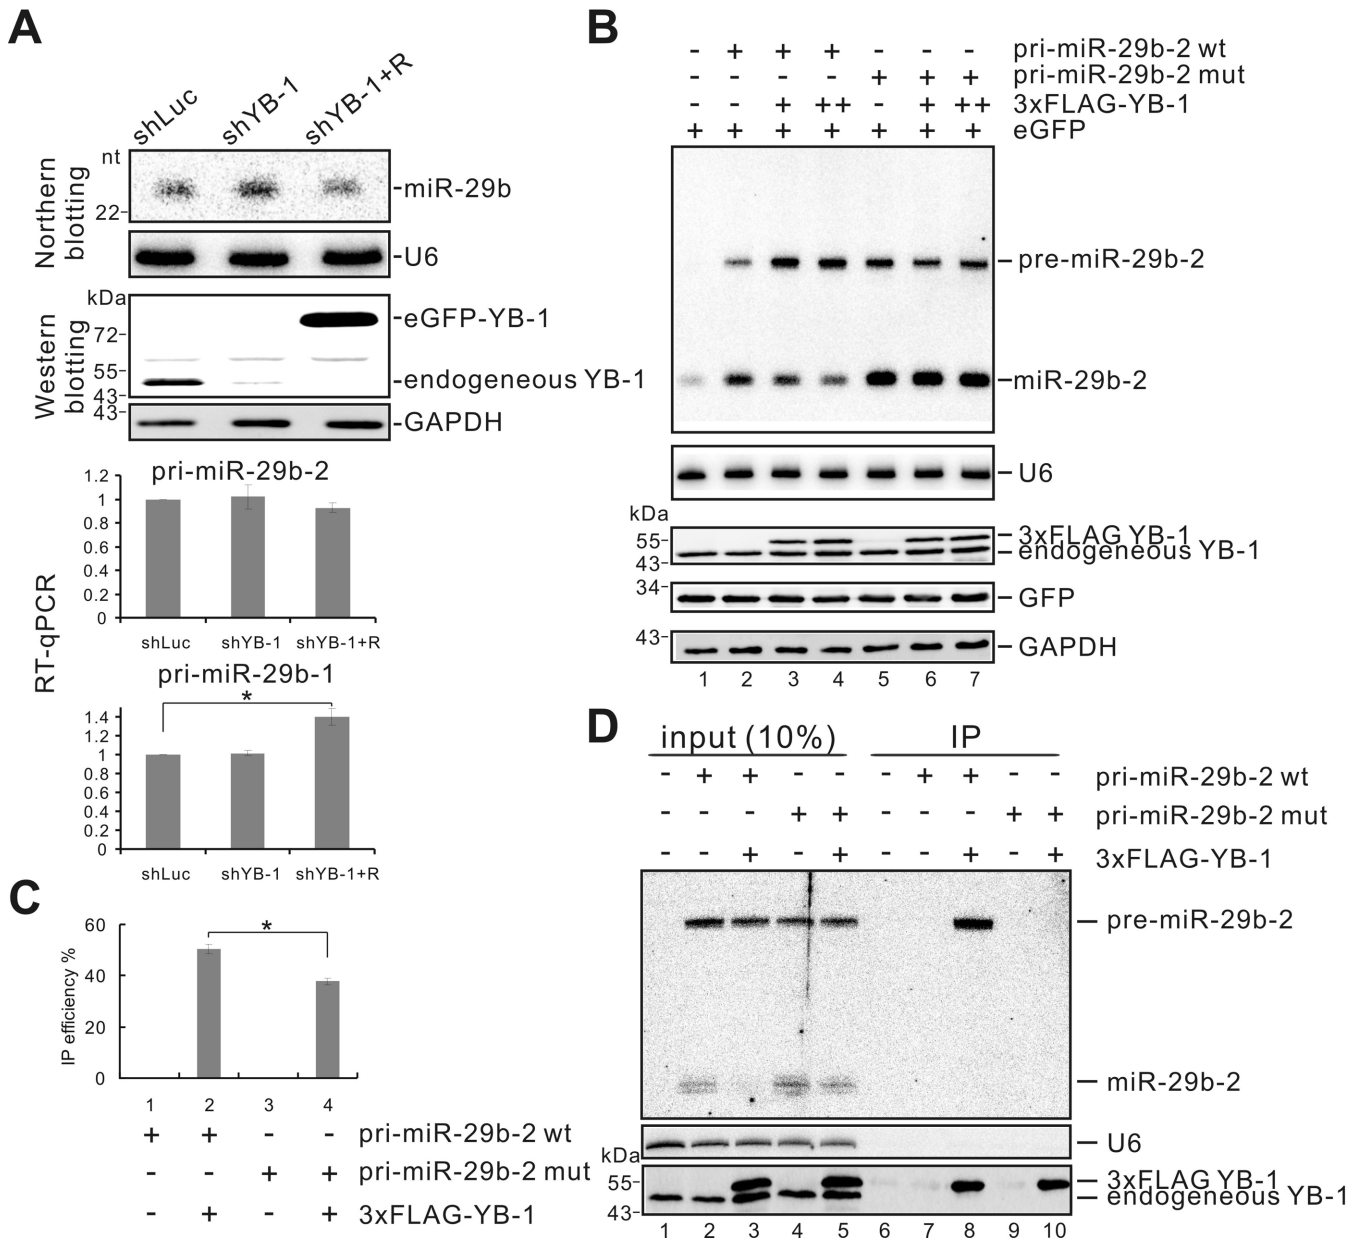 A
shLuc
shYB-1
shYB-1+R
Northern
blotting
nt
22-
-miR-29b
-U6
Western
blotting
kDa
72-
55-
43-
43-
-eGFP-YB-1
-endogeneous YB-1
-GAPDH
RT-qPCR
pri-miR-29b-2
1.2
1
0.8
0.6
0.4
0.2
0
shLuc shYB-1 shYB-1+R
pri-miR-29b-1
*
1.4
1.2
1
0.8
0.6
0.4
0.2
0
shLuc shYB-1 shYB-1+R
B
- + + + - - - pri-miR-29b-2 wt
- - - - + + + pri-miR-29b-2 mut
- - + ++ - + ++ 3xFLAG-YB-1
+ + + + + + + eGFP
pre-miR-29b-2
miR-29b-2
U6
kDa
55-
43-
3xFLAG YB-1
endogeneous YB-1
34-
GFP
43-
GAPDH
1 2 3 4 5 6 7
C
IP efficiency %
60
40
20
0
*
1 2 3 4
+ + - - pri-miR-29b-2 wt
- - + + pri-miR-29b-2 mut
- + - + 3xFLAG-YB-1
D
input (10%) IP
- + + - - - + + - - pri-miR-29b-2 wt
- - - + + - - - + + pri-miR-29b-2 mut
- - + - + - - + - + 3xFLAG-YB-1
pre-miR-29b-2
miR-29b-2
U6
kDa
55-
43-
3xFLAG YB-1
endogeneous YB-1
1 2 3 4 5 6 7 8 9 10